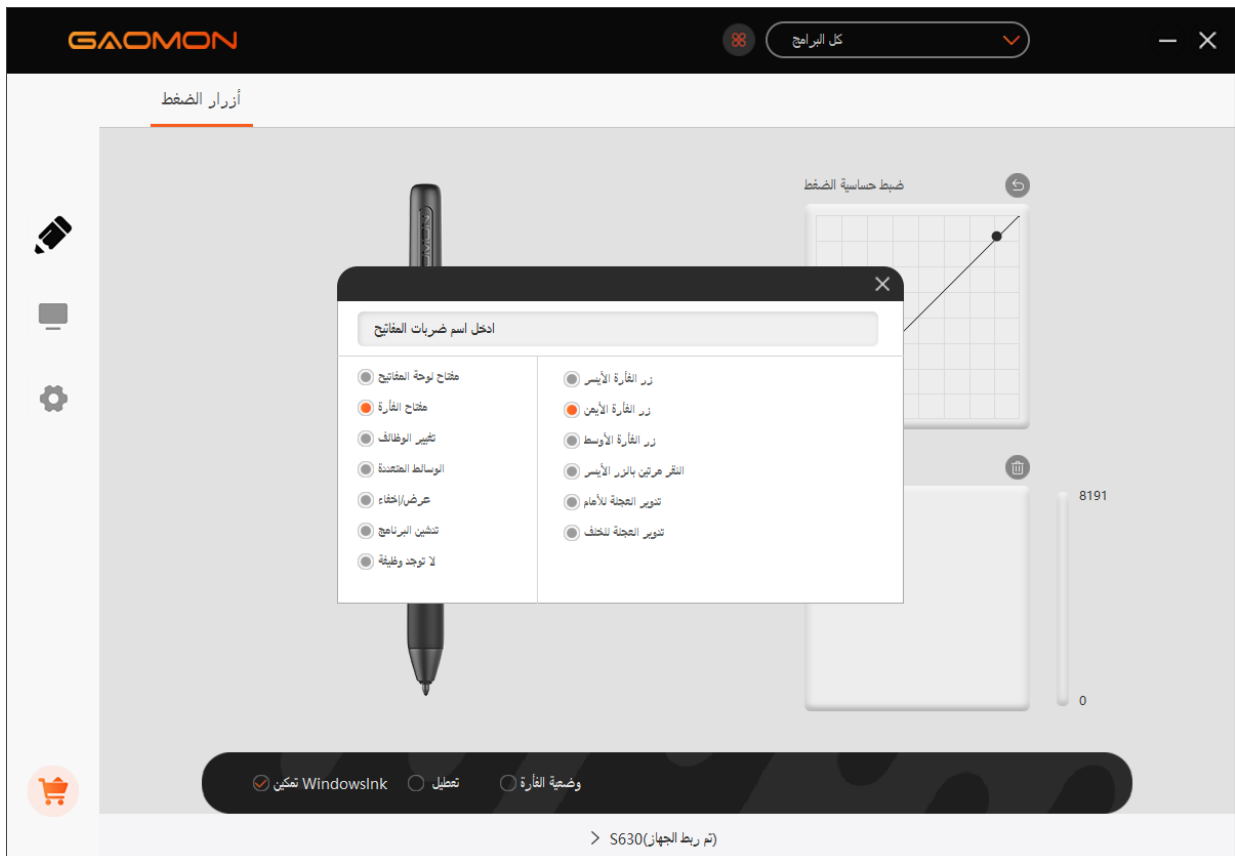 GAOMON
كل البرامج
أزرار الضغط
ضبط حساسية الضغط
ادخل اسم ضربات المفاتيح
مفتاح لوحة المفاتيح
مفتاح الفأرة
تغيير الوظائف
الوسائط المتعددة
عرض/إخفاء
تدشين البرنامج
لا توجد وظيفة
زر الفأرة الأيسر
زر الفأرة الأيمن
زر الفأرة الأوسط
النقر مرتين بالزر الأيسر
تدوير العجلة للأمام
تدوير العجلة للخلف
8191
0
تمكين WindowsInk
تعطيل
وضعية الفأرة
S630(تم ربط الجهاز)